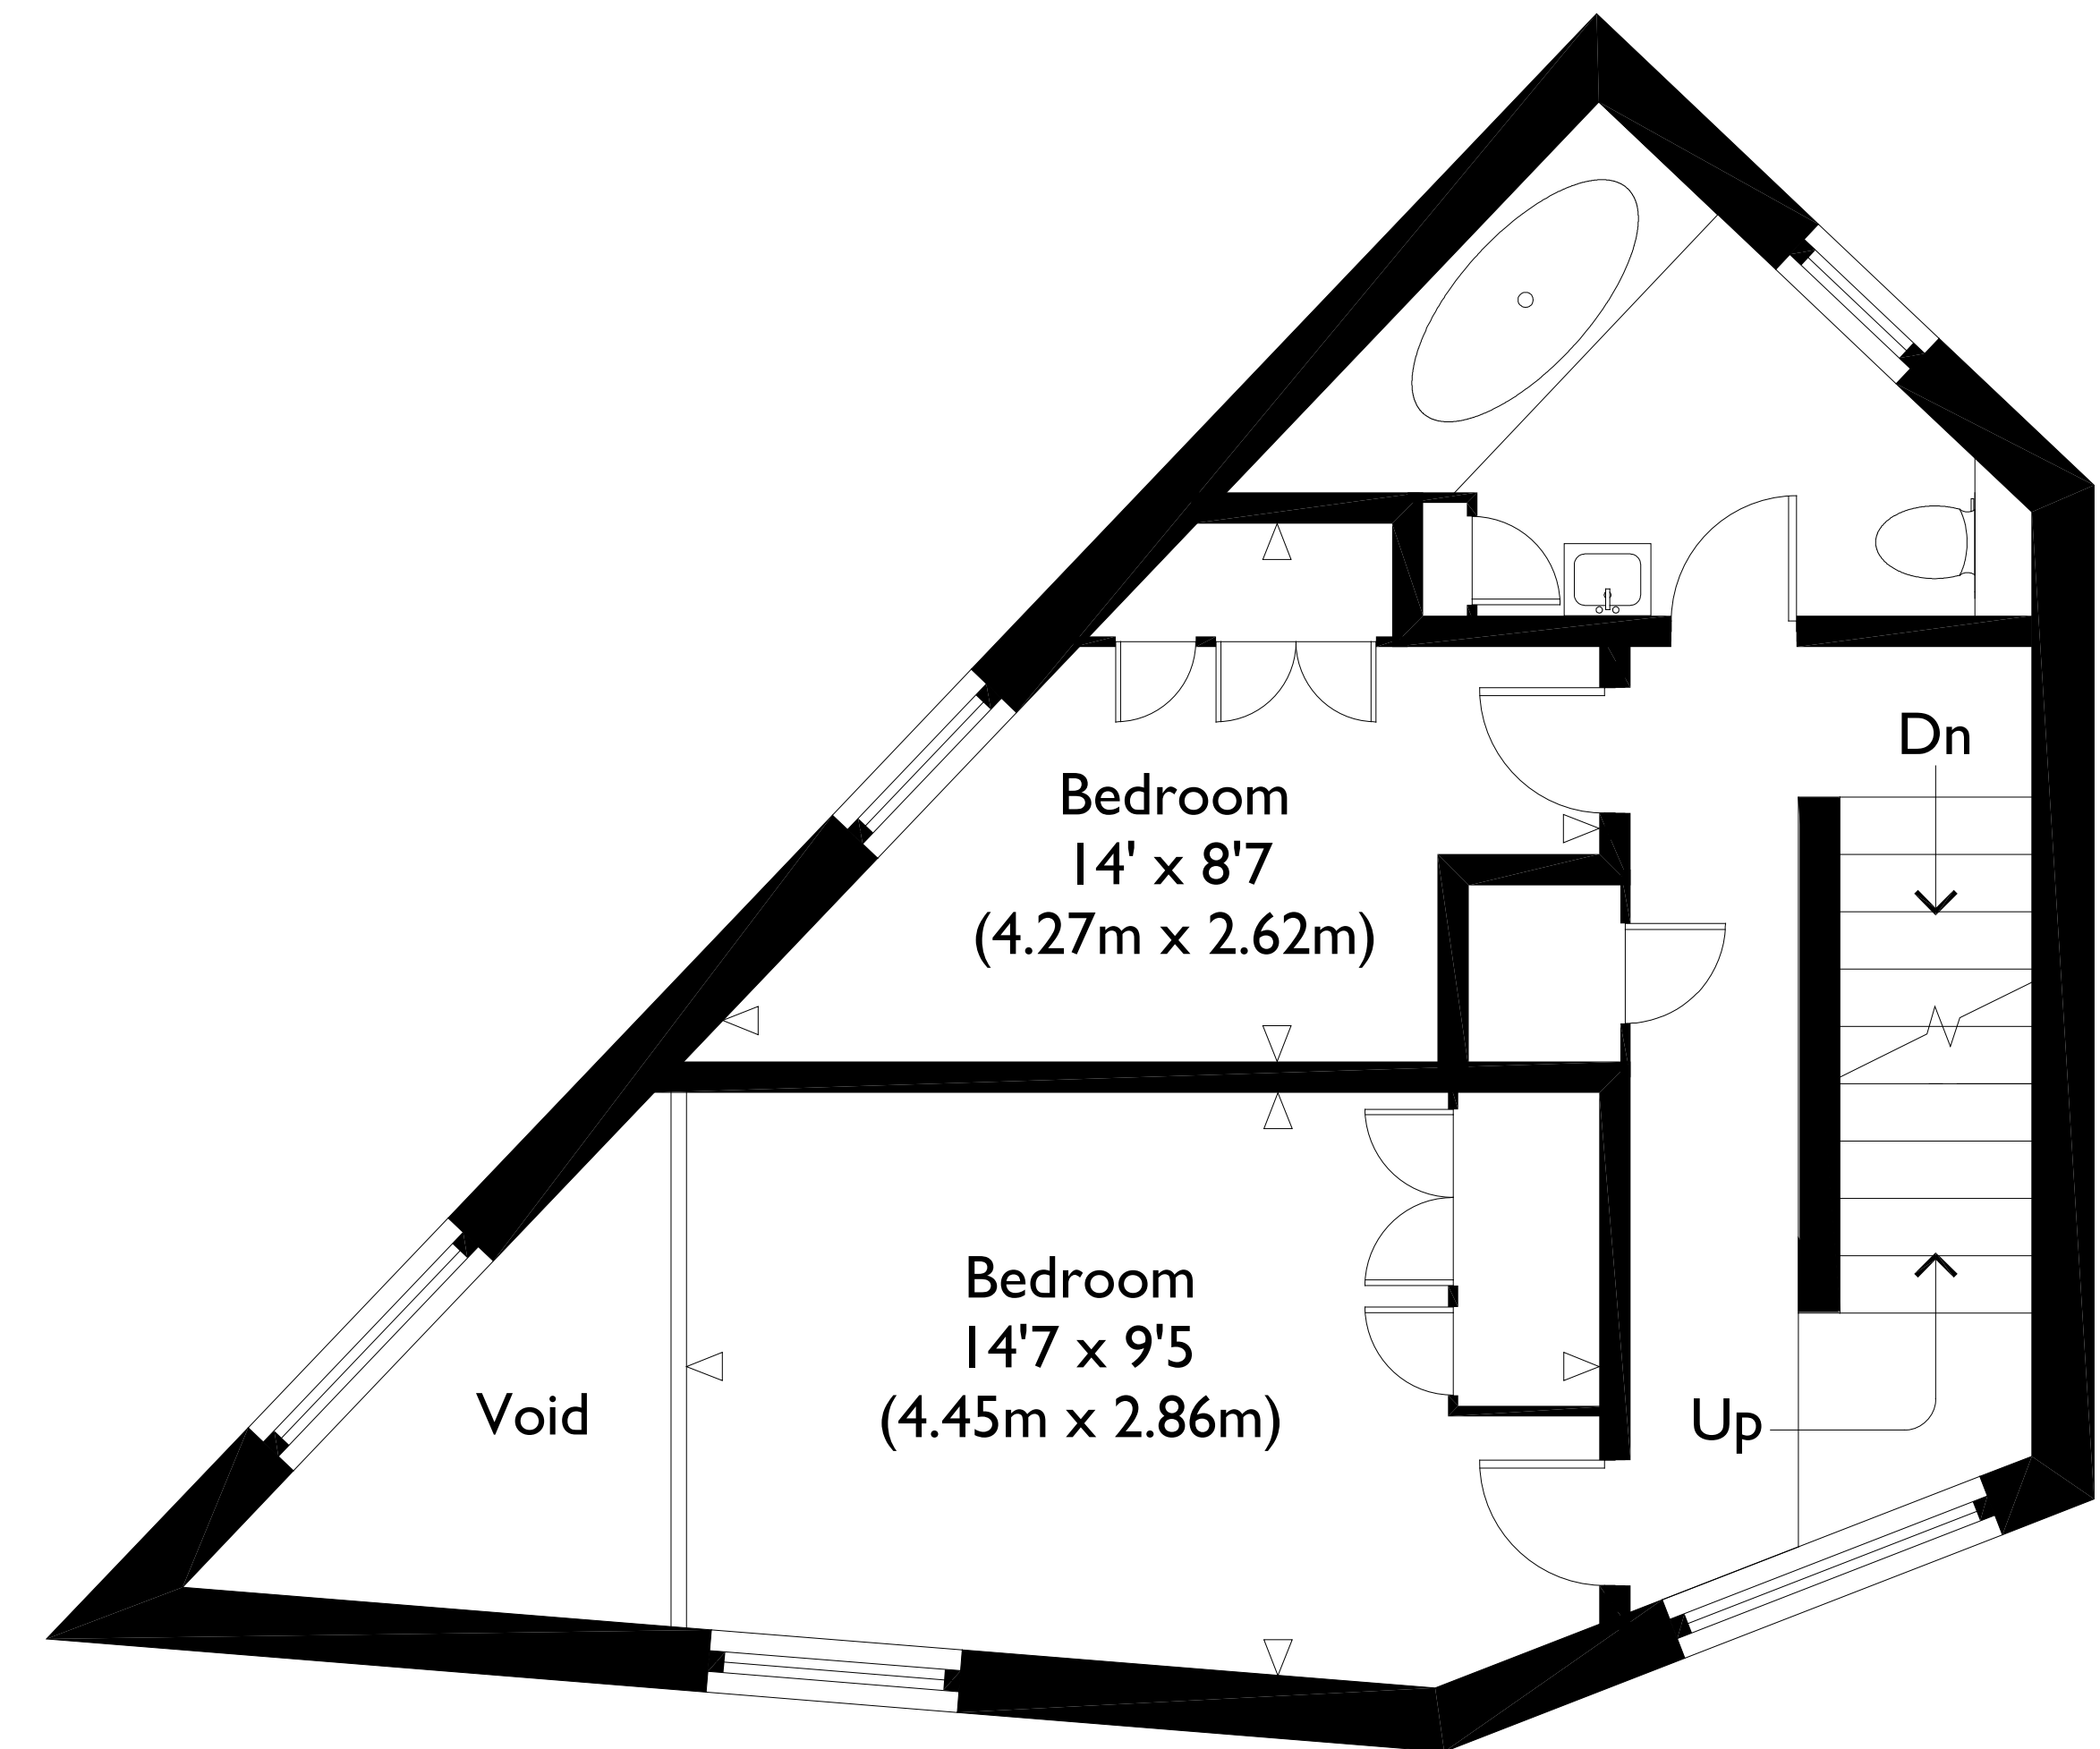 Dn
Bedroom
14' x 8'7
(4.27m x 2.62m)
Bedroom
14'7 x 9'5
(4.45m x 2.86m)
Void
Up